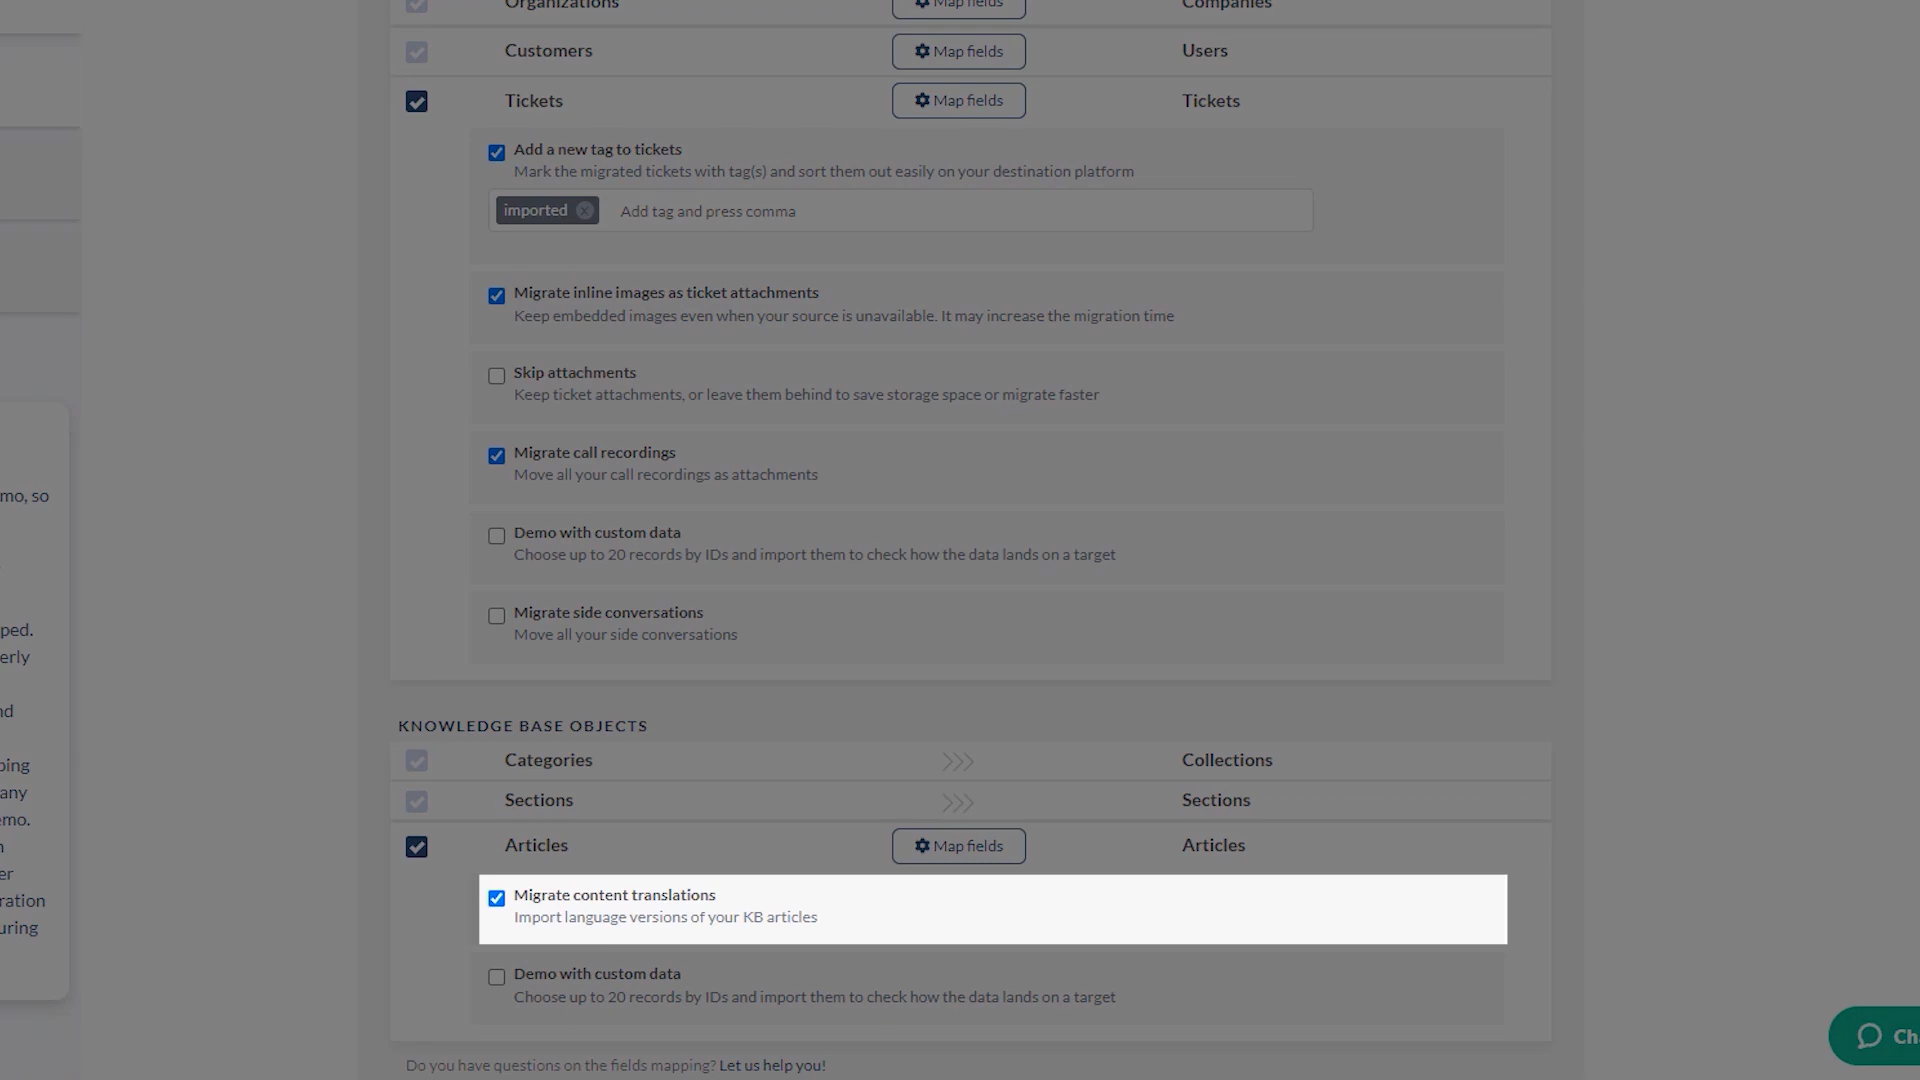 Organizations Map fields Companies
Customers Map fields Users
Tickets Map fields Tickets
Add a new tag to tickets
Mark the migrated tickets with tag(s) and sort them out easily on your destination platform
imported Add tag and press comma
Migrate inline images as ticket attachments
Keep embedded images even when your source is unavailable. It may increase the migration time
Skip attachments
Keep ticket attachments, or leave them behind to save storage space or migrate faster
Migrate call recordings
Move all your call recordings as attachments
mo, so
Demo with custom data
Choose up to 20 records by IDs and import them to check how the data lands on a target
Migrate side conversations
Move all your side conversations
ped.
erly
nd
KNOWLEDGE BASE OBJECTS
Categories Collections
ping
any
Sections Sections
emo.
Articles Map fields Articles
n
er
ration
uring
Migrate content translations
Import language versions of your KB articles
Demo with custom data
Choose up to 20 records by IDs and import them to check how the data lands on a target
Do you have questions on the fields mapping? Let us help you!